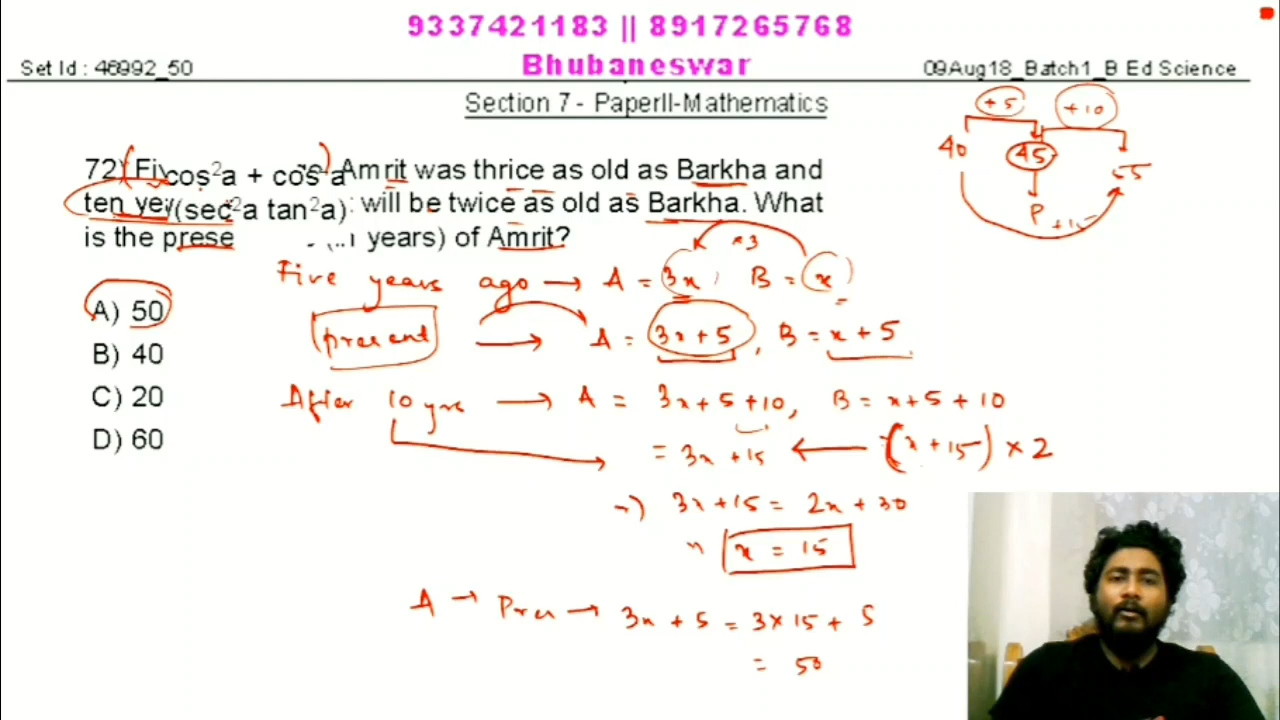 9337421183 || 8917265768
Bhubaneswar
Set Id : 46992_50
09Aug18_Batch1_B Ed Science
Section 7 - PaperII-Mathematics
+5 +10
40 45 55
P +15
72) Fiv Amrit was thrice as old as Barkha and
cos²a + cos²a
ten ye will be twice as old as Barkha. What
/(sec²a tan²a)
is the prese years) of Amrit?
×3
Five years ago → A = 3x, B = x
A) 50
present → A = 3x+5, B = x+5
B) 40
C) 20
After 10 yrs → A = 3x+5+10, B = x+5+10
D) 60
= 3x+15 ← (x+15) × 2
3x+15 = 2x+30
x = 15
A → Pres → 3x + 5 = 3×15 + 5
= 50